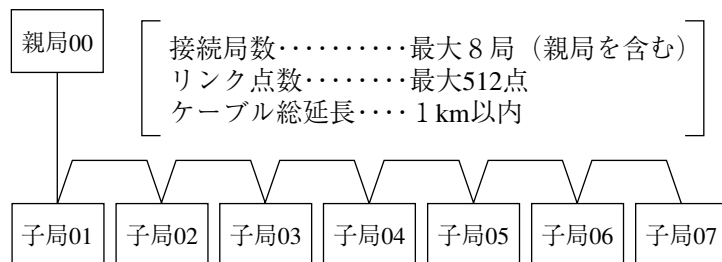 親局00
接続局数‥‥‥‥‥最大８局（親局を含む）
リンク点数‥‥‥‥最大512点
ケーブル総延長‥‥１km以内
子局01 子局02 子局03 子局04 子局05 子局06 子局07